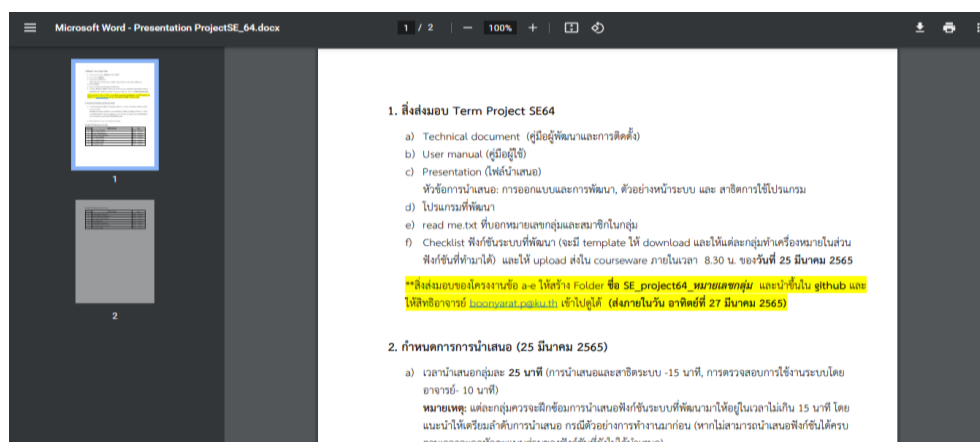 Microsoft Word - Presentation ProjectSE_64.docx
1 / 2
100%
1
2
1. สิ่งส่งมอบ Term Project SE64
a) Technical document (คู่มือผู้พัฒนาและการติดตั้ง)
b) User manual (คู่มือผู้ใช้)
c) Presentation (ไฟล์นำเสนอ)
หัวข้อการนำเสนอ: การออกแบบและการพัฒนา, ตัวอย่างหน้าระบบ และ สาธิตการใช้โปรแกรม
d) โปรแกรมที่พัฒนา
e) read me.txt ที่บอกหมายเลขกลุ่มและสมาชิกในกลุ่ม
f) Checklist ฟังก์ชันระบบที่พัฒนา (จะมี template ให้ download และให้แต่ละกลุ่มทำเครื่องหมายในส่วน
ฟังก์ชันที่ทำมาได้) และให้ upload ส่งใน courseware ภายในเวลา 8.30 น. ของวันที่ 25 มีนาคม 2565
**สิ่งส่งมอบของโครงงานข้อ a-e ให้สร้าง Folder ชื่อ SE_project64_หมายเลขกลุ่ม และนำขึ้นใน github และ
ให้สิทธิอาจารย์ boonyarat.p@ku.th เข้าไปดูได้ (ส่งภายในวัน อาทิตย์ที่ 27 มีนาคม 2565)
2. กำหนดการการนำเสนอ (25 มีนาคม 2565)
a) เวลานำเสนอกลุ่มละ 25 นาที (การนำเสนอและสาธิตระบบ -15 นาที, การตรวจสอบการใช้งานระบบโดย
อาจารย์- 10 นาที)
หมายเหตุ: แต่ละกลุ่มควรจะฝึกซ้อมการนำเสนอฟังก์ชันระบบที่พัฒนามาให้อยู่ในเวลาไม่เกิน 15 นาที โดย
แนะนำให้เตรียมลำดับการนำเสนอ กรณีตัวอย่างการทำงานมาก่อน (หากไม่สามารถนำเสนอฟังก์ชันได้ครบ